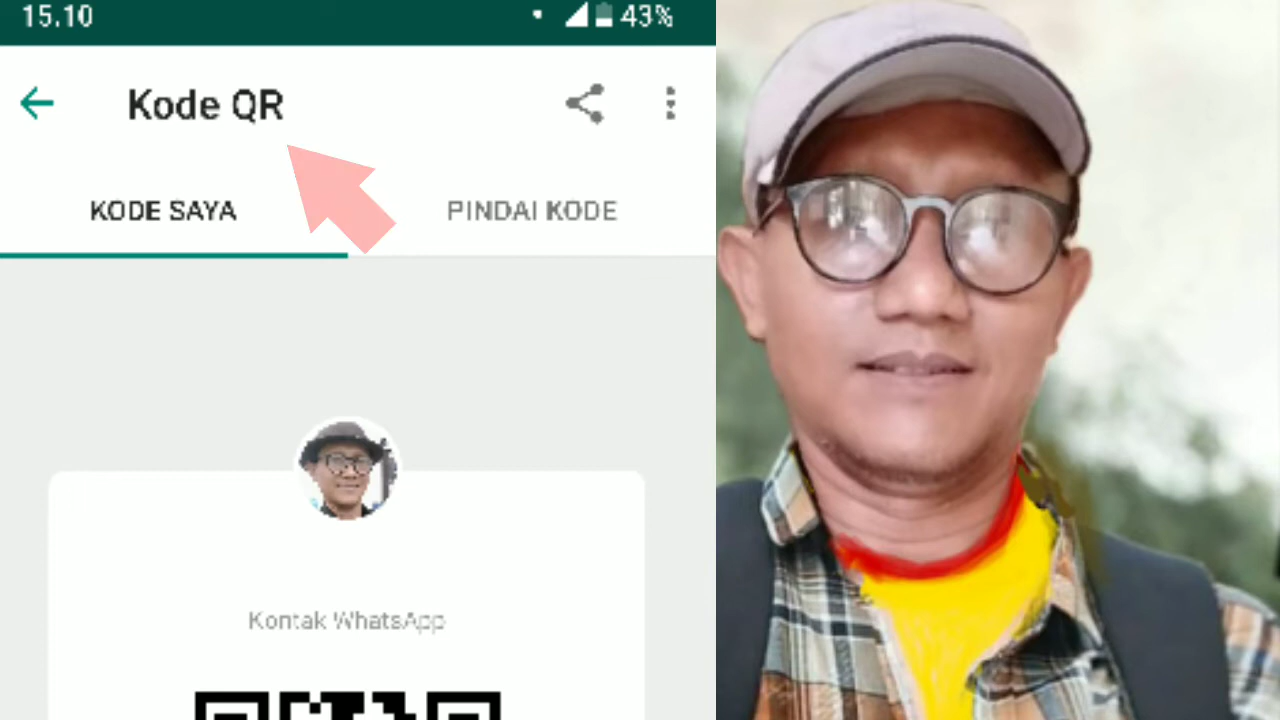 15.10
43%
Kode QR
KODE SAYA
PINDAI KODE
Kontak WhatsApp